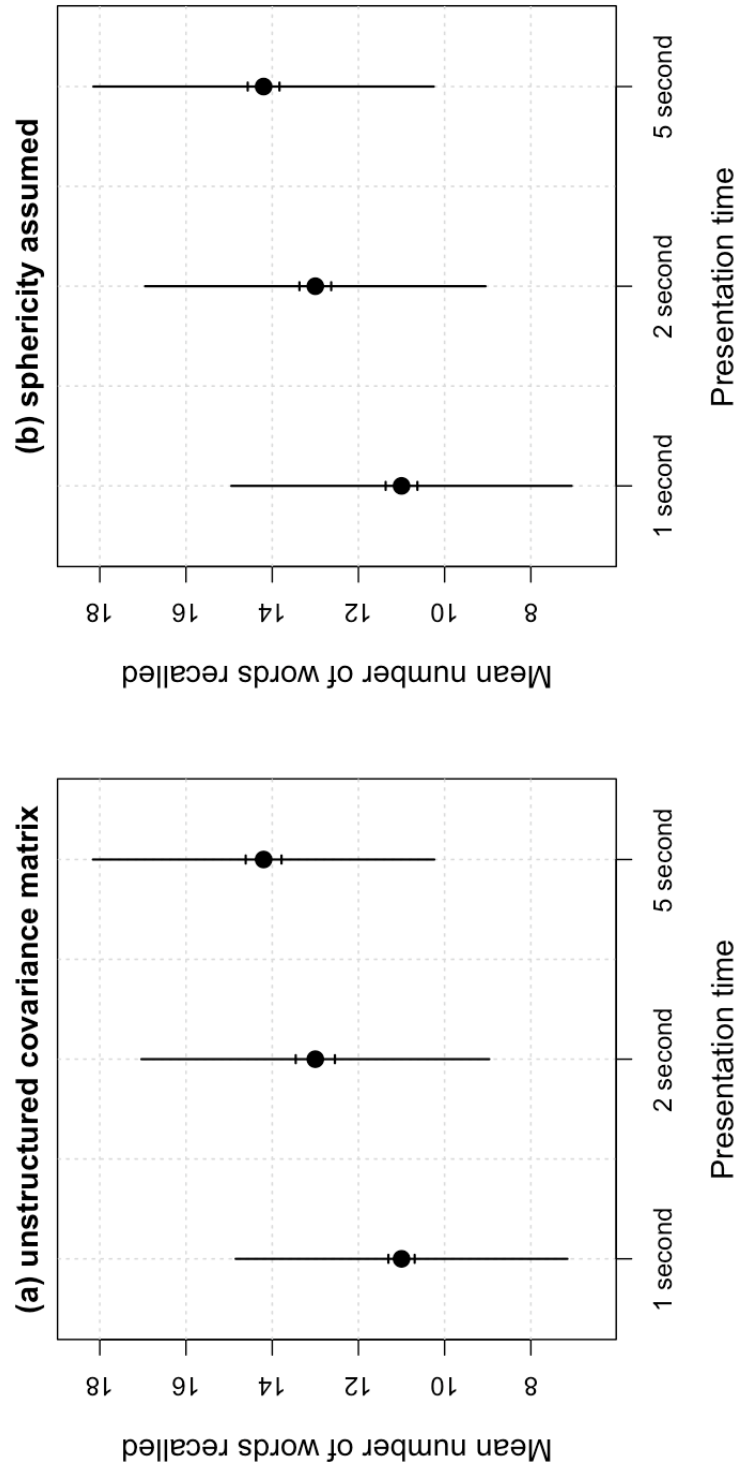 (a) unstructured covariance matrix
Mean number of words recalled
18
16
14
12
10
8
1 second
2 second
5 second
Presentation time
(b) sphericity assumed
Mean number of words recalled
18
16
14
12
10
8
1 second
2 second
5 second
Presentation time